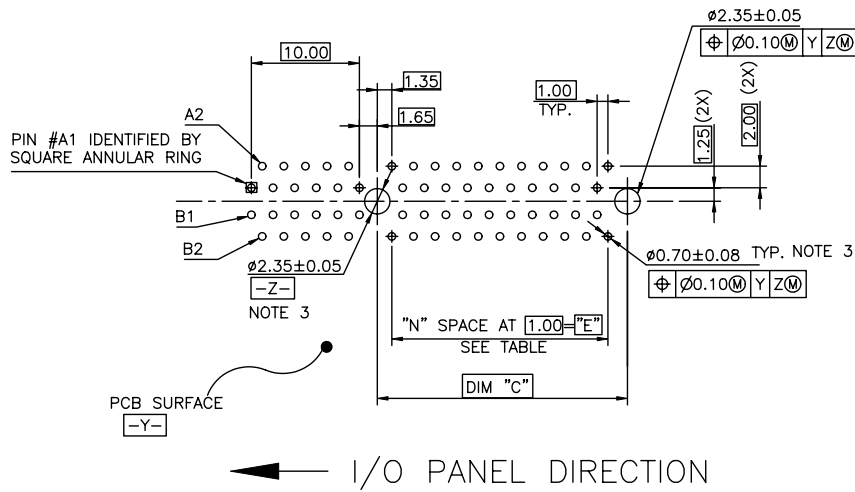 ø2.35±0.05
⌖ Ø0.10Ⓜ Y ZⓂ
10.00
1.35
1.65
1.00
TYP.
1.25 (2X)
2.00 (2X)
A2
PIN #A1 IDENTIFIED BY
SQUARE ANNULAR RING
B1
B2
ø2.35±0.05
-Z-
NOTE 3
ø0.70±0.08 TYP. NOTE 3
⌖ Ø0.10Ⓜ Y ZⓂ
"N" SPACE AT 1.00="E"
SEE TABLE
DIM "C"
PCB SURFACE
-Y-
I/O PANEL DIRECTION